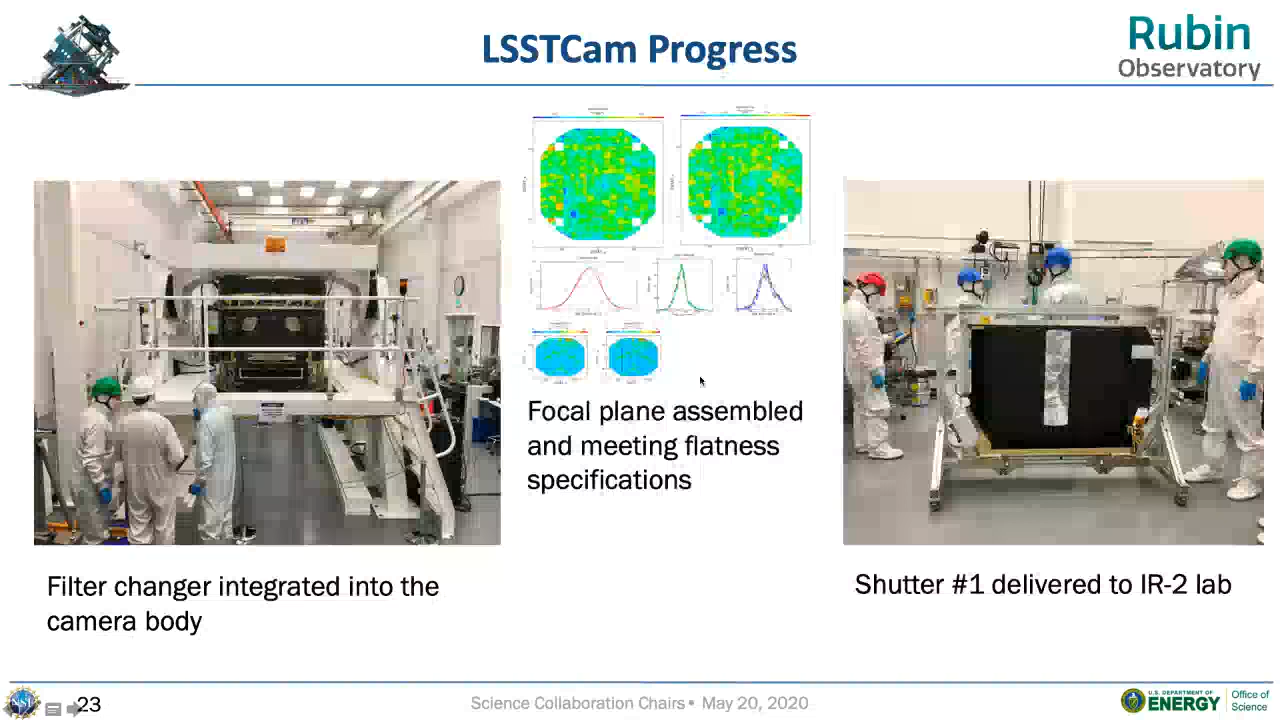 LSSTCam Progress
Rubin
Observatory
Focal plane assembled
and meeting flatness
specifications
Filter changer integrated into the
camera body
Shutter #1 delivered to IR-2 lab
23
Science Collaboration Chairs• May 20, 2020
NSF
U.S. DEPARTMENT OF
ENERGY
Office of
Science